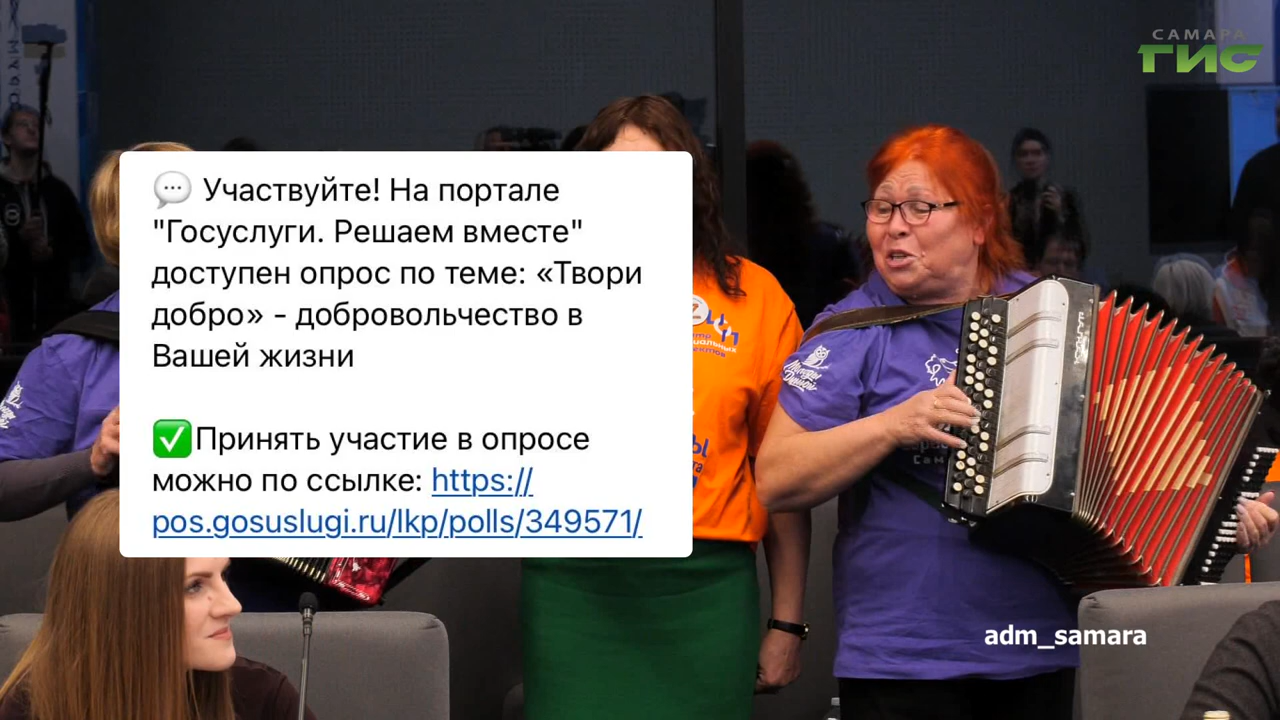 САМАРА
ГИС
💬 Участвуйте! На портале
"Госуслуги. Решаем вместе"
доступен опрос по теме: «Твори
добро» - добровольчество в
Вашей жизни
✅Принять участие в опросе
можно по ссылке: https://
pos.gosuslugi.ru/lkp/polls/349571/
adm_samara